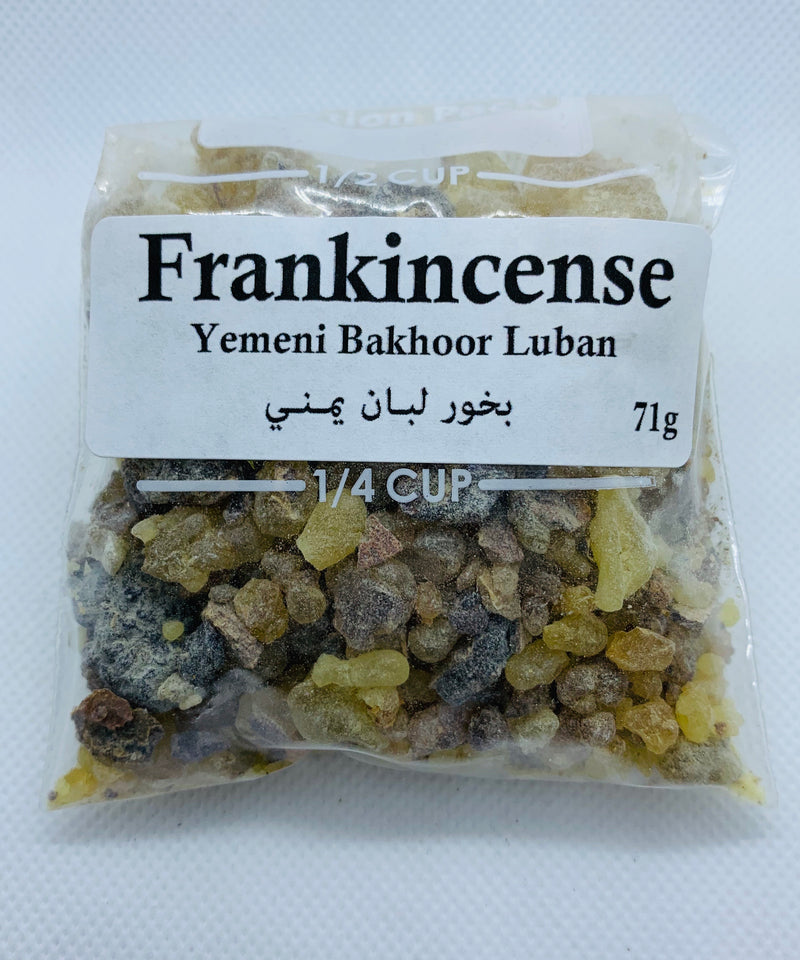 1/2 CUP
Frankincense
Yemeni Bakhoor Luban
بخور لبان يمني
71g
1/4 CUP